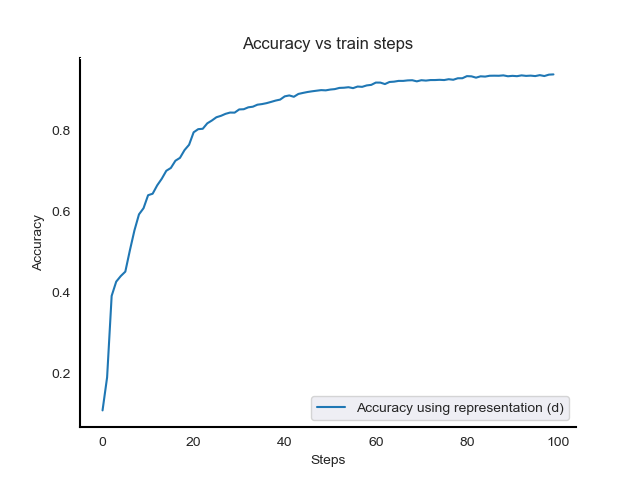 Accuracy vs train steps
Accuracy
0.8
0.6
0.4
0.2
Accuracy using representation (d)
0 20 40 60 80 100
Steps